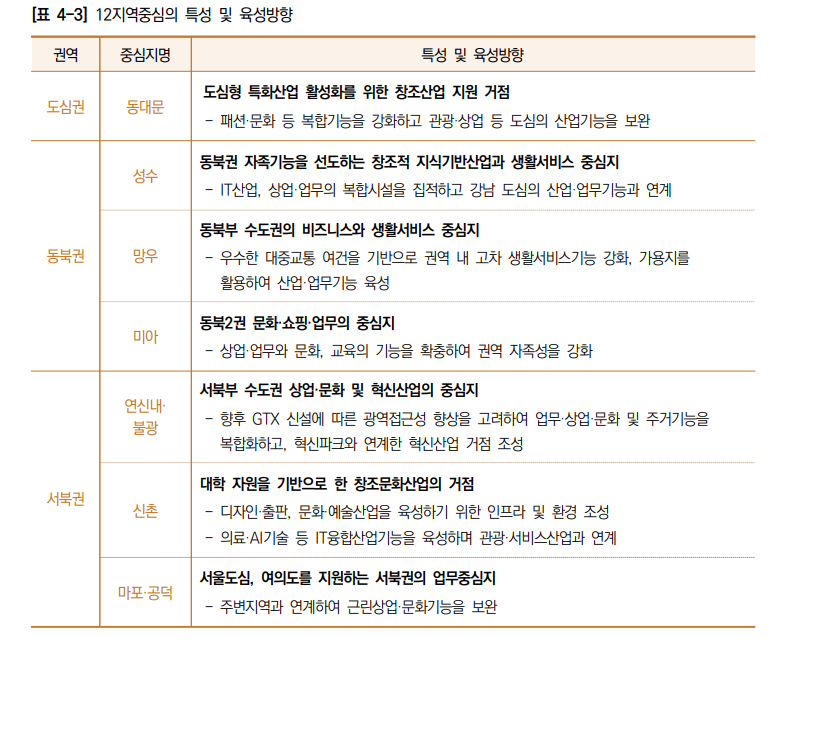 [표 4-3] 12지역중심의 특성 및 육성방향
권역 중심지명 특성 및 육성방향
도심권 동대문
도심형 특화산업 활성화를 위한 창조산업 지원 거점
- 패션·문화 등 복합기능을 강화하고 관광·상업 등 도심의 산업기능을 보완
동북권
성수
동북권 자족기능을 선도하는 창조적 지식기반산업과 생활서비스 중심지
- IT산업, 상업·업무의 복합시설을 집적하고 강남 도심의 산업·업무기능과 연계
망우
동북부 수도권의 비즈니스와 생활서비스 중심지
- 우수한 대중교통 여건을 기반으로 권역 내 고차 생활서비스기능 강화, 가용지를
활용하여 산업·업무기능 육성
미아
동북2권 문화·쇼핑·업무의 중심지
- 상업·업무와 문화, 교육의 기능을 확충하여 권역 자족성을 강화
서북권
연신내·
불광
서북부 수도권 상업·문화 및 혁신산업의 중심지
- 향후 GTX 신설에 따른 광역접근성 향상을 고려하여 업무·상업·문화 및 주거기능을
복합화하고, 혁신파크와 연계한 혁신산업 거점 조성
신촌
대학 자원을 기반으로 한 창조문화산업의 거점
- 디자인·출판, 문화·예술산업을 육성하기 위한 인프라 및 환경 조성
- 의료·AI기술 등 IT융합산업기능을 육성하며 관광·서비스산업과 연계
마포·공덕
서울도심, 여의도를 지원하는 서북권의 업무중심지
- 주변지역과 연계하여 근린상업·문화기능을 보완